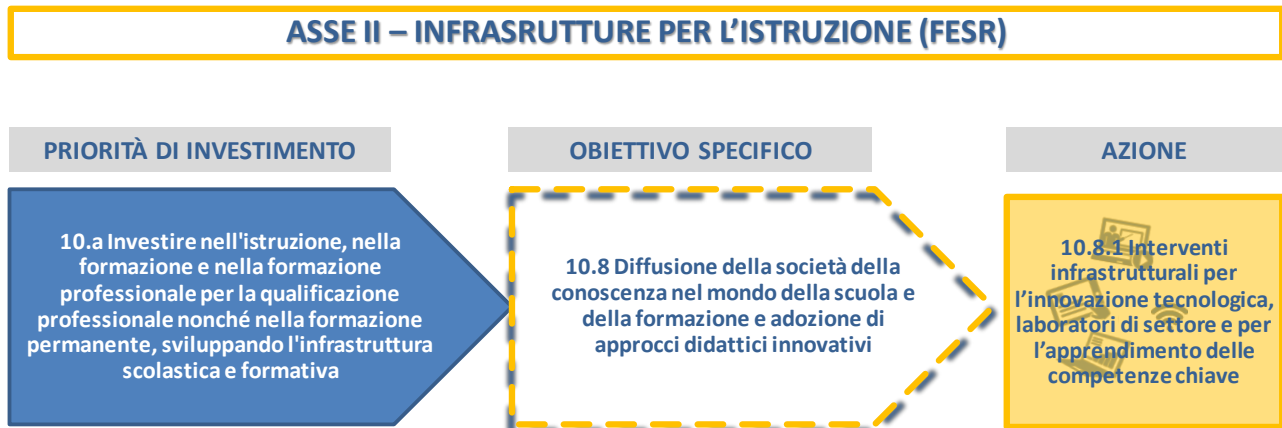 ASSE II – INFRASRUTTURE PER L’ISTRUZIONE (FESR)
PRIORITÀ DI INVESTIMENTO
OBIETTIVO SPECIFICO
AZIONE
10.a Investire nell'istruzione, nella
formazione e nella formazione
professionale per la qualificazione
professionale nonché nella formazione
permanente, sviluppando l'infrastruttura
scolastica e formativa
10.8 Diffusione della società della
conoscenza nel mondo della scuola e
della formazione e adozione di
approcci didattici innovativi
10.8.1 Interventi
infrastrutturali per
l’innovazione tecnologica,
laboratori di settore e per
l’apprendimento delle
competenze chiave